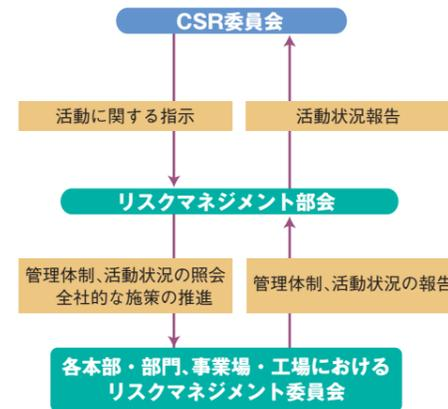 CSR委員会
活動に関する指示
活動状況報告
リスクマネジメント部会
管理体制、活動状況の照会
全社的な施策の推進
管理体制、活動状況の報告
各本部・部門、事業場・工場における
リスクマネジメント委員会